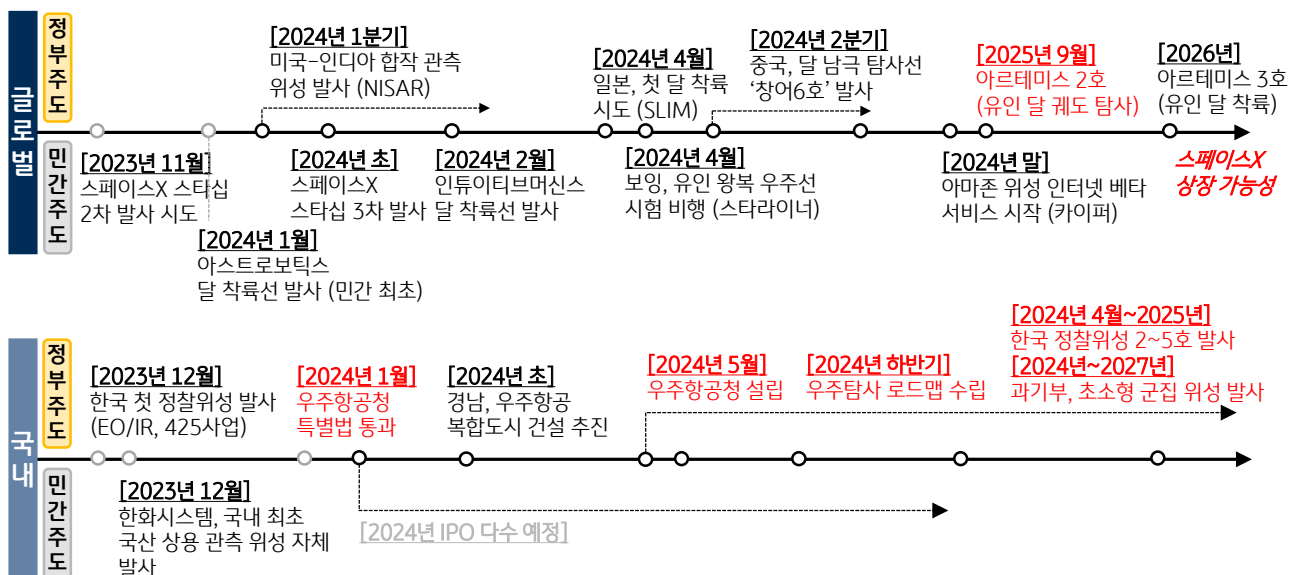 글로벌
정부주도
[2024년 1분기]
미국-인디아 합작 관측
위성 발사 (NISAR)
[2024년 4월]
일본, 첫 달 착륙
시도 (SLIM)
[2024년 2분기]
중국, 달 남극 탐사선
‘창어6호’ 발사
[2025년 9월]
아르테미스 2호
(유인 달 궤도 탐사)
[2026년]
아르테미스 3호
(유인 달 착륙)
민간주도
[2023년 11월]
스페이스X 스타십
2차 발사 시도
[2024년 1월]
아스트로보틱스
달 착륙선 발사 (민간 최초)
[2024년 초]
스페이스X
스타십 3차 발사
[2024년 2월]
인튜이티브머신스
달 착륙선 발사
[2024년 4월]
보잉, 유인 왕복 우주선
시험 비행 (스타라이너)
[2024년 말]
아마존 위성 인터넷 베타
서비스 시작 (카이퍼)
스페이스X
상장 가능성
국내
정부주도
[2023년 12월]
한국 첫 정찰위성 발사
(EO/IR, 425사업)
[2024년 1월]
우주항공청
특별법 통과
[2024년 초]
경남, 우주항공
복합도시 건설 추진
[2024년 5월]
우주항공청 설립
[2024년 하반기]
우주탐사 로드맵 수립
[2024년 4월~2025년]
한국 정찰위성 2~5호 발사
[2024년~2027년]
과기부, 초소형 군집 위성 발사
민간주도
[2023년 12월]
한화시스템, 국내 최초
국산 상용 관측 위성 자체
발사
[2024년 IPO 다수 예정]